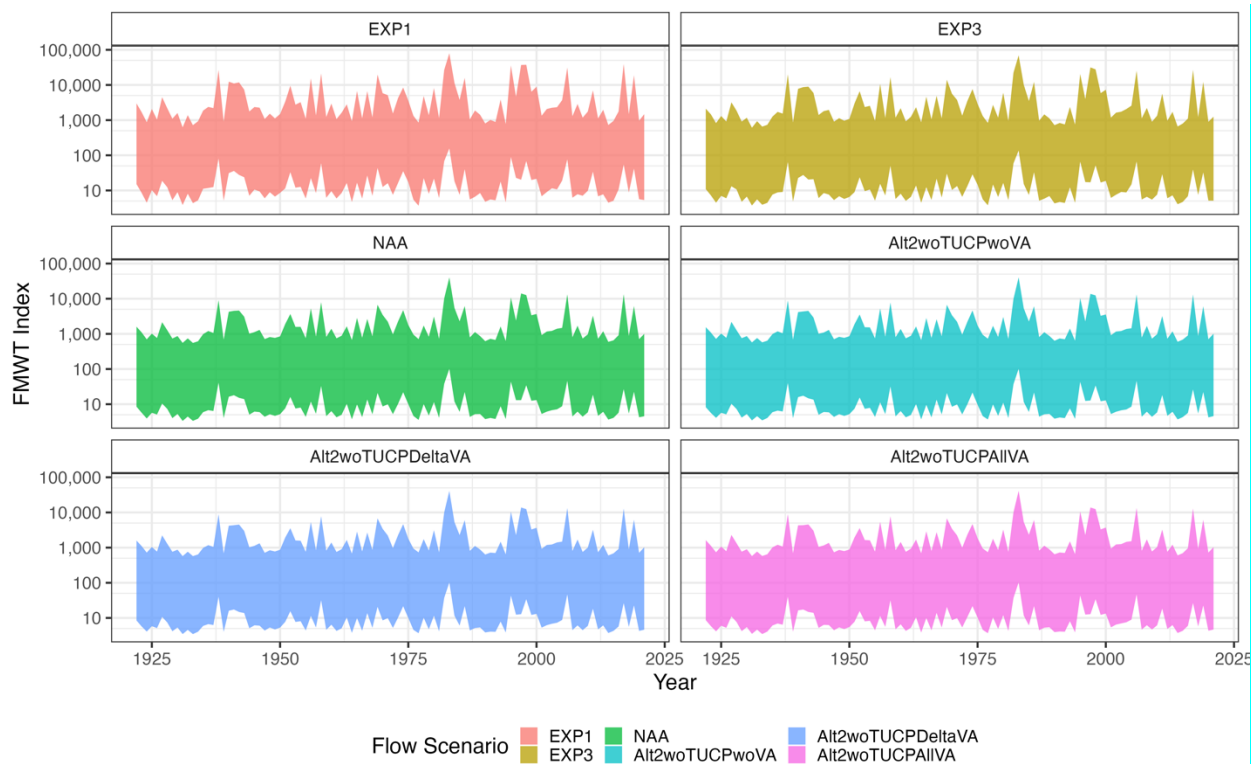 EXP1
EXP3
100,000
10,000
1,000
100
10
NAA
Alt2woTUCPwoVA
100,000
10,000
1,000
100
10
FMWT Index
Alt2woTUCPDeltaVA
Alt2woTUCPAllVA
100,000
10,000
1,000
100
10
1925 1950 1975 2000 2025
1925 1950 1975 2000 2025
Year
Flow Scenario
EXP1 NAA Alt2woTUCPDeltaVA
EXP3 Alt2woTUCPwoVA Alt2woTUCPAllVA